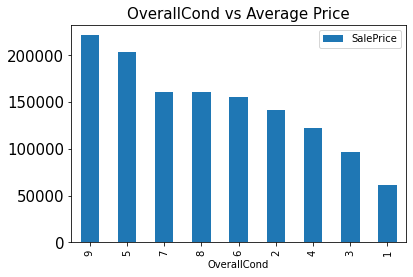 OverallCond vs Average Price
SalePrice
200000
150000
100000
50000
0
9 5 7 8 6 2 4 3 1
OverallCond